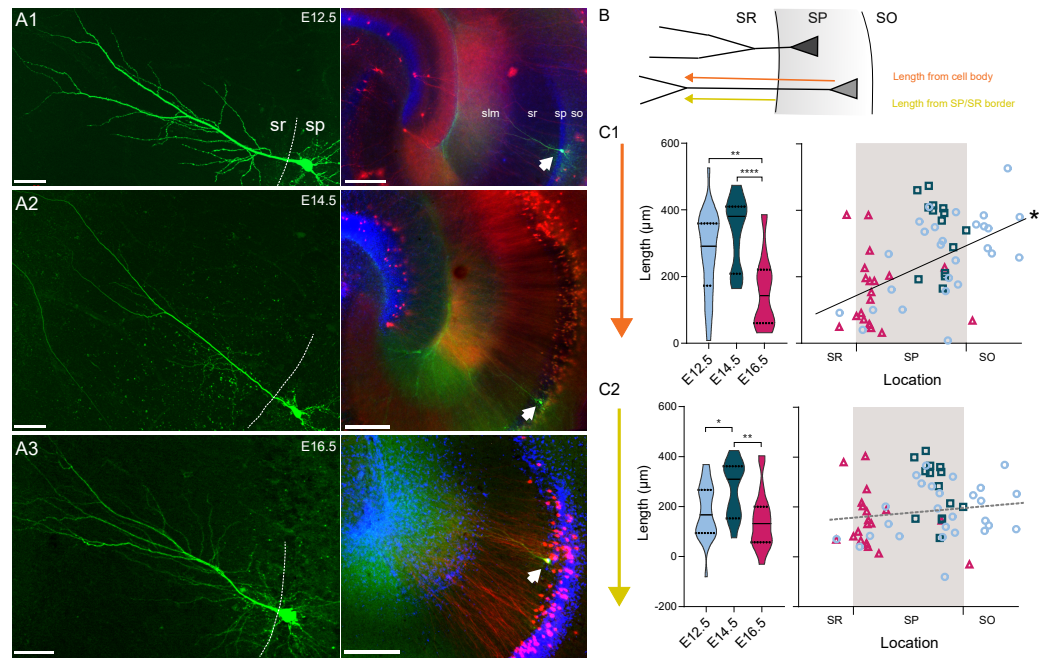 A1
E12.5
sr
sp
slm
sr
sp
so
A2
E14.5
A3
E16.5
B
SR
SP
SO
Length from cell body
Length from SP/SR border
C1
600
400
200
0
Length (µm)
**
****
E12.5
E14.5
E16.5
*
SR
SP
SO
Location
C2
600
400
200
0
-200
Length (µm)
*
**
E12.5
E14.5
E16.5
SR
SP
SO
Location